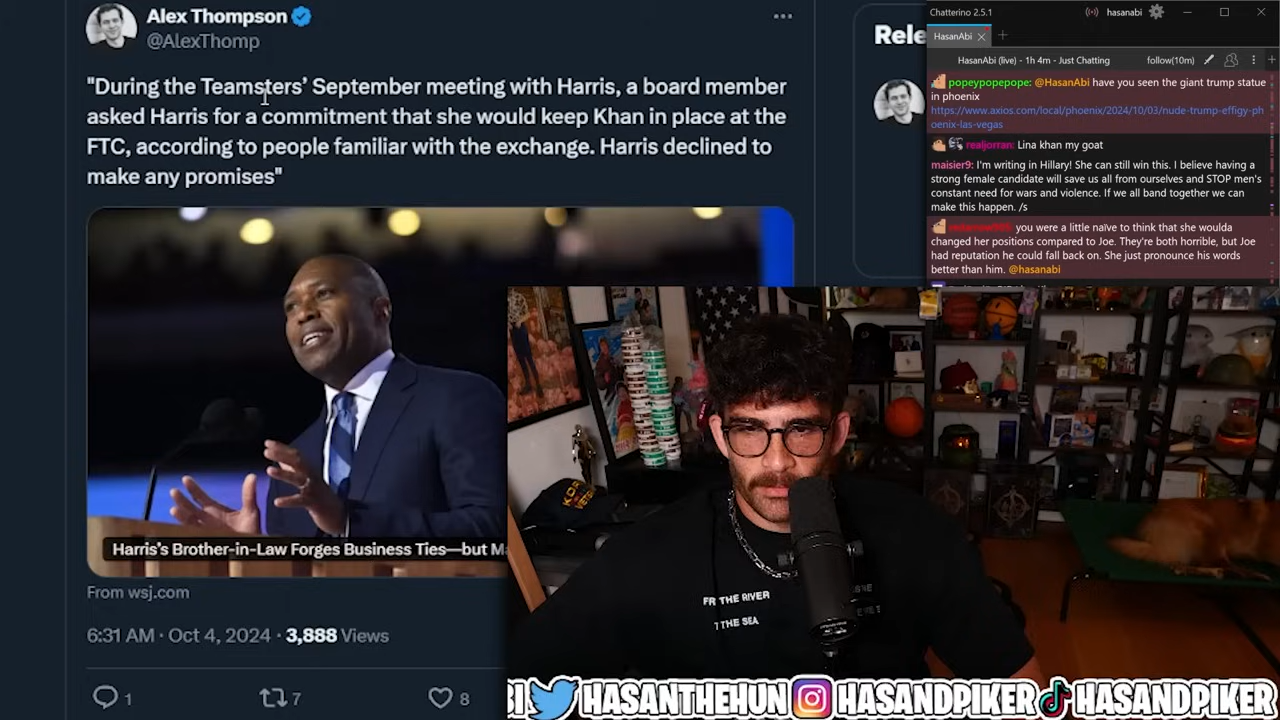 Alex Thompson
@AlexThomp
"During the Teamsters’ September meeting with Harris, a board member
asked Harris for a commitment that she would keep Khan in place at the
FTC, according to people familiar with the exchange. Harris declined to
make any promises"
Harris’s Brother-in-Law Forges Business Ties—but M
From wsj.com
6:31 AM · Oct 4, 2024 · 3,888 Views
1
7
8
Rele
Chatterino 2.5.1
hasanabi
HasanAbi
HasanAbi (live) - 1h 4m - Just Chatting
follow(10m)
popeypopepope: @HasanAbi have you seen the giant trump statue
in phoenix
https://www.axios.com/local/phoenix/2024/10/03/nude-trump-effigy-ph
oenix-las-vegas
realjorran: Lina khan my goat
maisier9: I'm writing in Hillary! She can still win this. I believe having a
strong female candidate will save us all from ourselves and STOP men's
constant need for wars and violence. If we all band together we can
make this happen. /s
you were a little naïve to think that she woulda
changed her positions compared to Joe. They're both horrible, but Joe
had reputation he could fall back on. She just pronounce his words
better than him. @hasanabi
THE RIVER
THE SEA
HASANTHEHUN
HASANDPIKER
HASANDPIKER